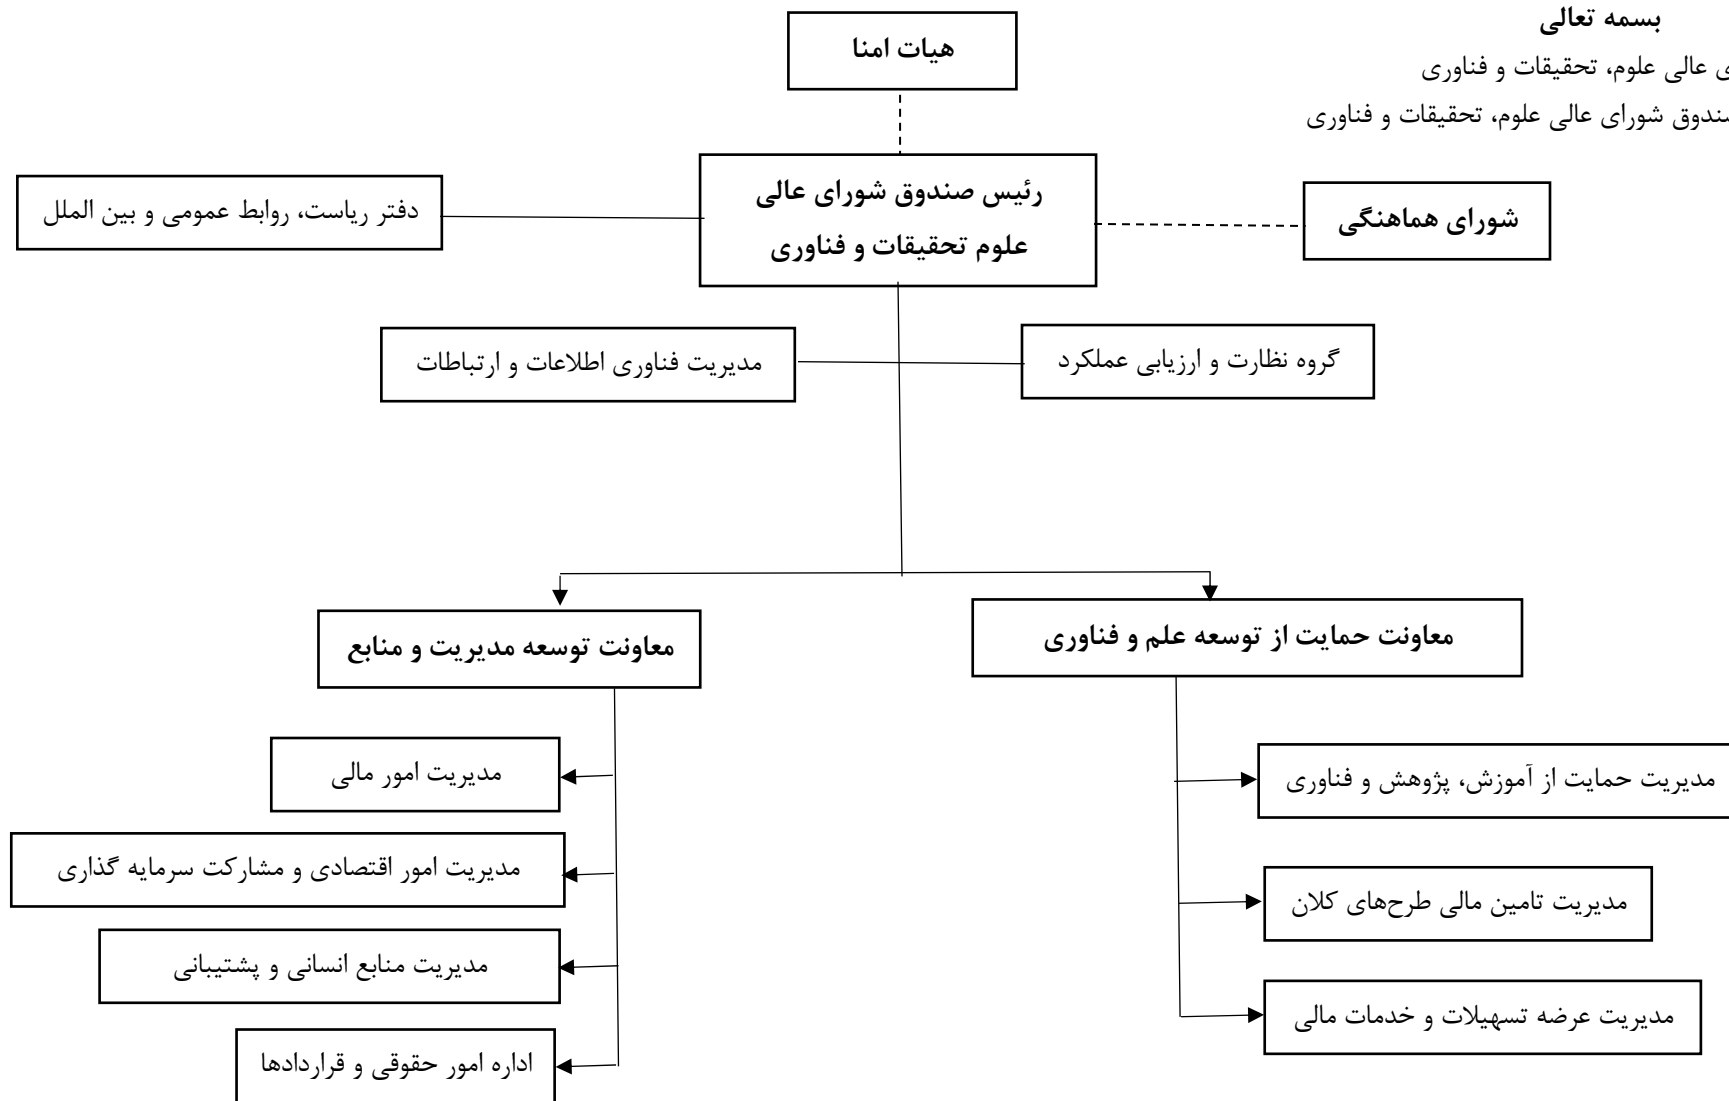 بسمه تعالی
عالی علوم، تحقیقات و فناوری
شورای عالی علوم، تحقیقات و فناوری
هیات امنا
رئیس صندوق شورای عالی
علوم تحقیقات و فناوری
شورای هماهنگی
دفتر ریاست، روابط عمومی و بین الملل
گروه نظارت و ارزیابی عملکرد
مدیریت فناوری اطلاعات و ارتباطات
معاونت حمایت از توسعه علم و فناوری
معاونت توسعه مدیریت و منابع
مدیریت حمایت از آموزش، پژوهش و فناوری
مدیریت تامین مالی طرح‌های کلان
مدیریت عرضه تسهیلات و خدمات مالی
مدیریت امور مالی
مدیریت امور اقتصادی و مشارکت سرمایه گذاری
مدیریت منابع انسانی و پشتیبانی
اداره امور حقوقی و قراردادها